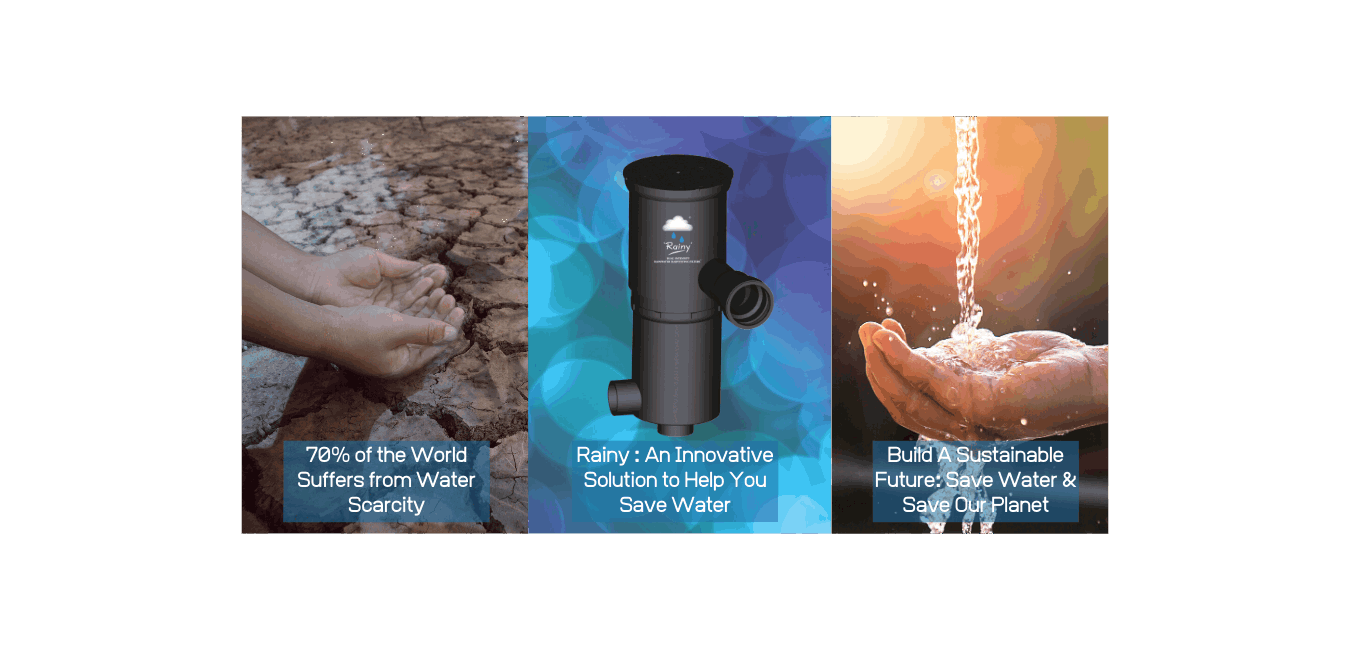 70% of the World
Suffers from Water
Scarcity
Rainy
Rainy : An Innovative
Solution to Help You
Save Water
Build A Sustainable
Future: Save Water &
Save Our Planet